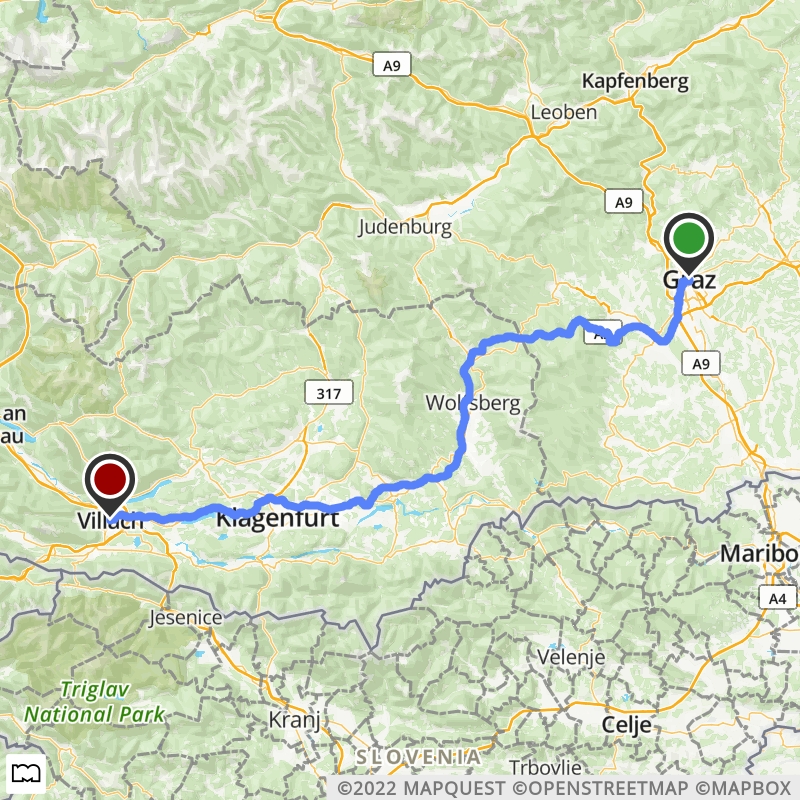 A9
Kapfenberg
Leoben
A9
Judenburg
Graz
A9
317
Wolfsberg
an
au
Villach
Klagenfurt
Maribo
A4
Jesenice
Velenje
Triglav
National Park
Kranj
Celje
SLOVENIA
Trbovlje
©2022 MAPQUEST ©OPENSTREETMAP ©MAPBOX